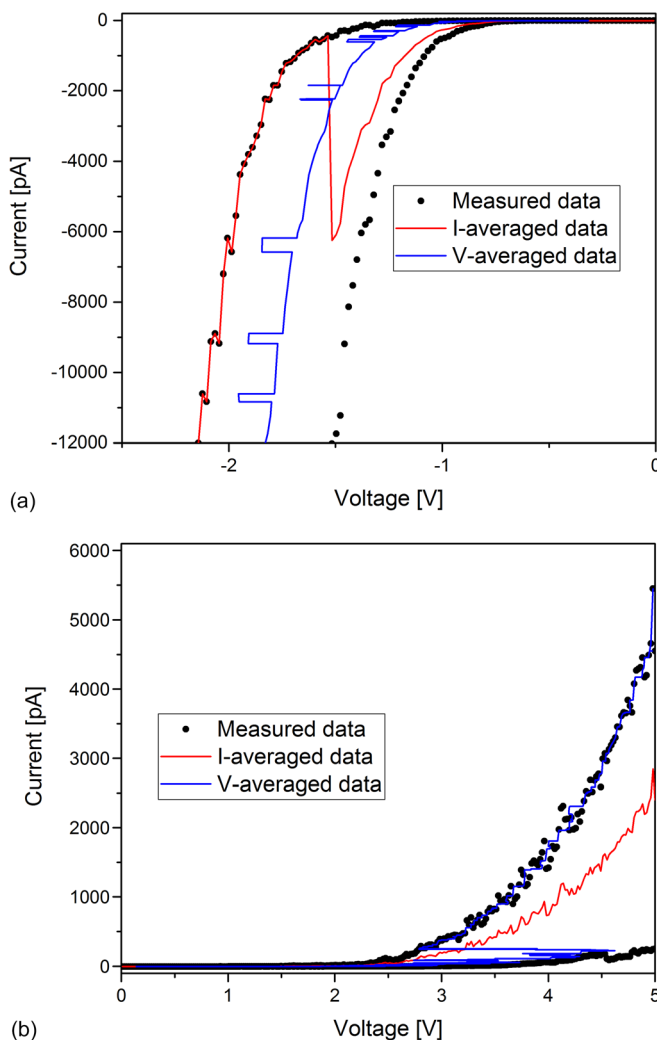 0
-2000
-4000
-6000
-8000
-10000
-12000
Current [pA]
Measured data
I-averaged data
V-averaged data
-2
-1
0
Voltage [V]
(a)
6000
5000
4000
3000
2000
1000
0
Current [pA]
Measured data
I-averaged data
V-averaged data
0
1
2
3
4
5
Voltage [V]
(b)